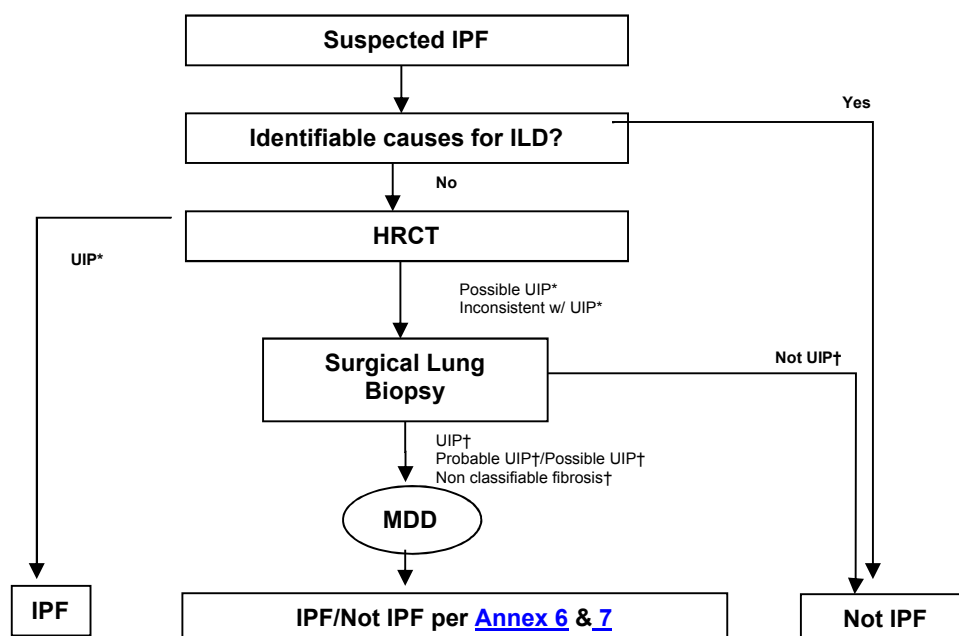 Suspected IPF
Yes
Identifiable causes for ILD?
No
HRCT
UIP*
Possible UIP*
Inconsistent w/ UIP*
Surgical Lung
Biopsy
Not UIP†
UIP†
Probable UIP†/Possible UIP†
Non classifiable fibrosis†
MDD
IPF
IPF/Not IPF per Annex 6 & 7
Not IPF